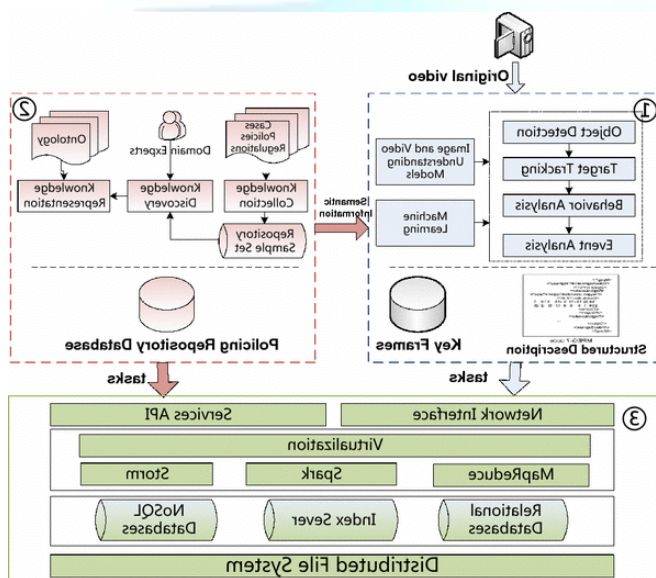 Original video
①
Object Detection
Target Tracking
Behavior Analysis
Event Analysis
Image and Video
Understanding
Models
Machine
Learning
MPEG-7 code
Structured Description
Key Frames
Semantic
Information
②
Cases
Policies
Regulations
Domain Experts
Ontology
Knowledge
Collection
Knowledge
Discovery
Knowledge
Representation
Repository
Sample Set
Policing Repository Database
tasks
tasks
③
Network Interface
Services API
Virtualization
MapReduce
Spark
Storm
Relational
Databases
Index Sever
NoSQL
Databases
Distributed File System